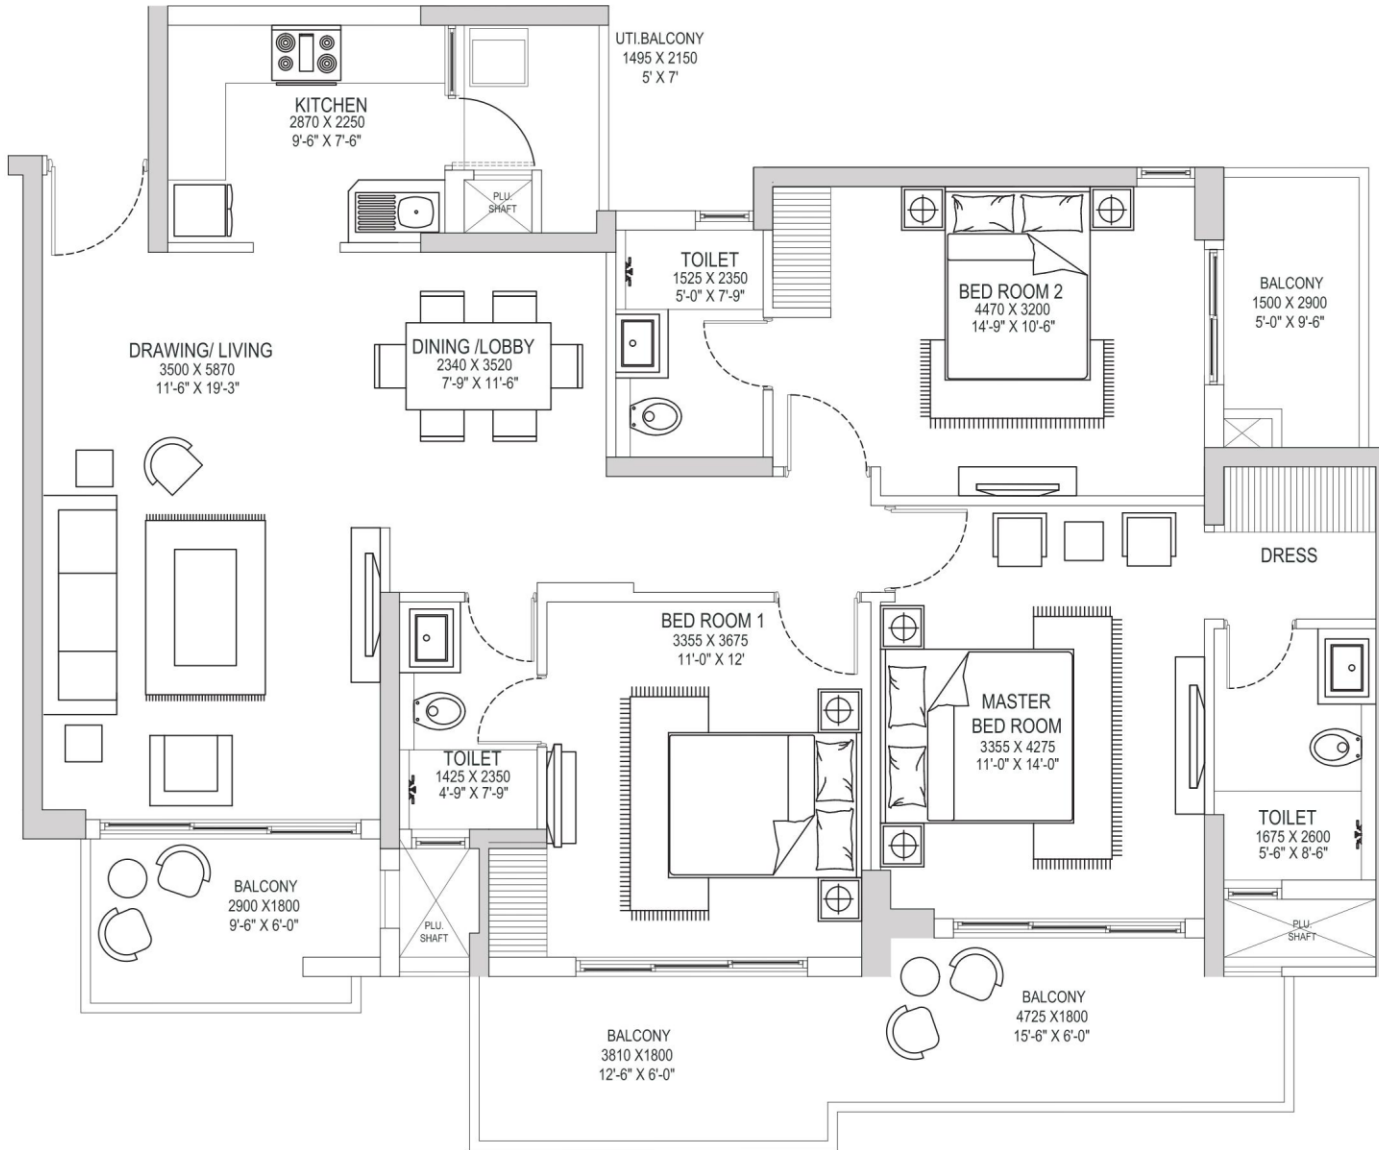 UTI.BALCONY
1495 X 2150
5' X 7'
KITCHEN
2870 X 2250
9'-6" X 7'-6"
PLU.
SHAFT
TOILET
1525 X 2350
5'-0" X 7'-9"
BED ROOM 2
4470 X 3200
14'-9" X 10'-6"
BALCONY
1500 X 2900
5'-0" X 9'-6"
DRAWING/ LIVING
3500 X 5870
11'-6" X 19'-3"
DINING /LOBBY
2340 X 3520
7'-9" X 11'-6"
DRESS
BED ROOM 1
3355 X 3675
11'-0" X 12'
MASTER
BED ROOM
3355 X 4275
11'-0" X 14'-0"
TOILET
1425 X 2350
4'-9" X 7'-9"
TOILET
1675 X 2600
5'-6" X 8'-6"
BALCONY
2900 X1800
9'-6" X 6'-0"
PLU.
SHAFT
PLU.
SHAFT
BALCONY
4725 X1800
15'-6" X 6'-0"
BALCONY
3810 X1800
12'-6" X 6'-0"